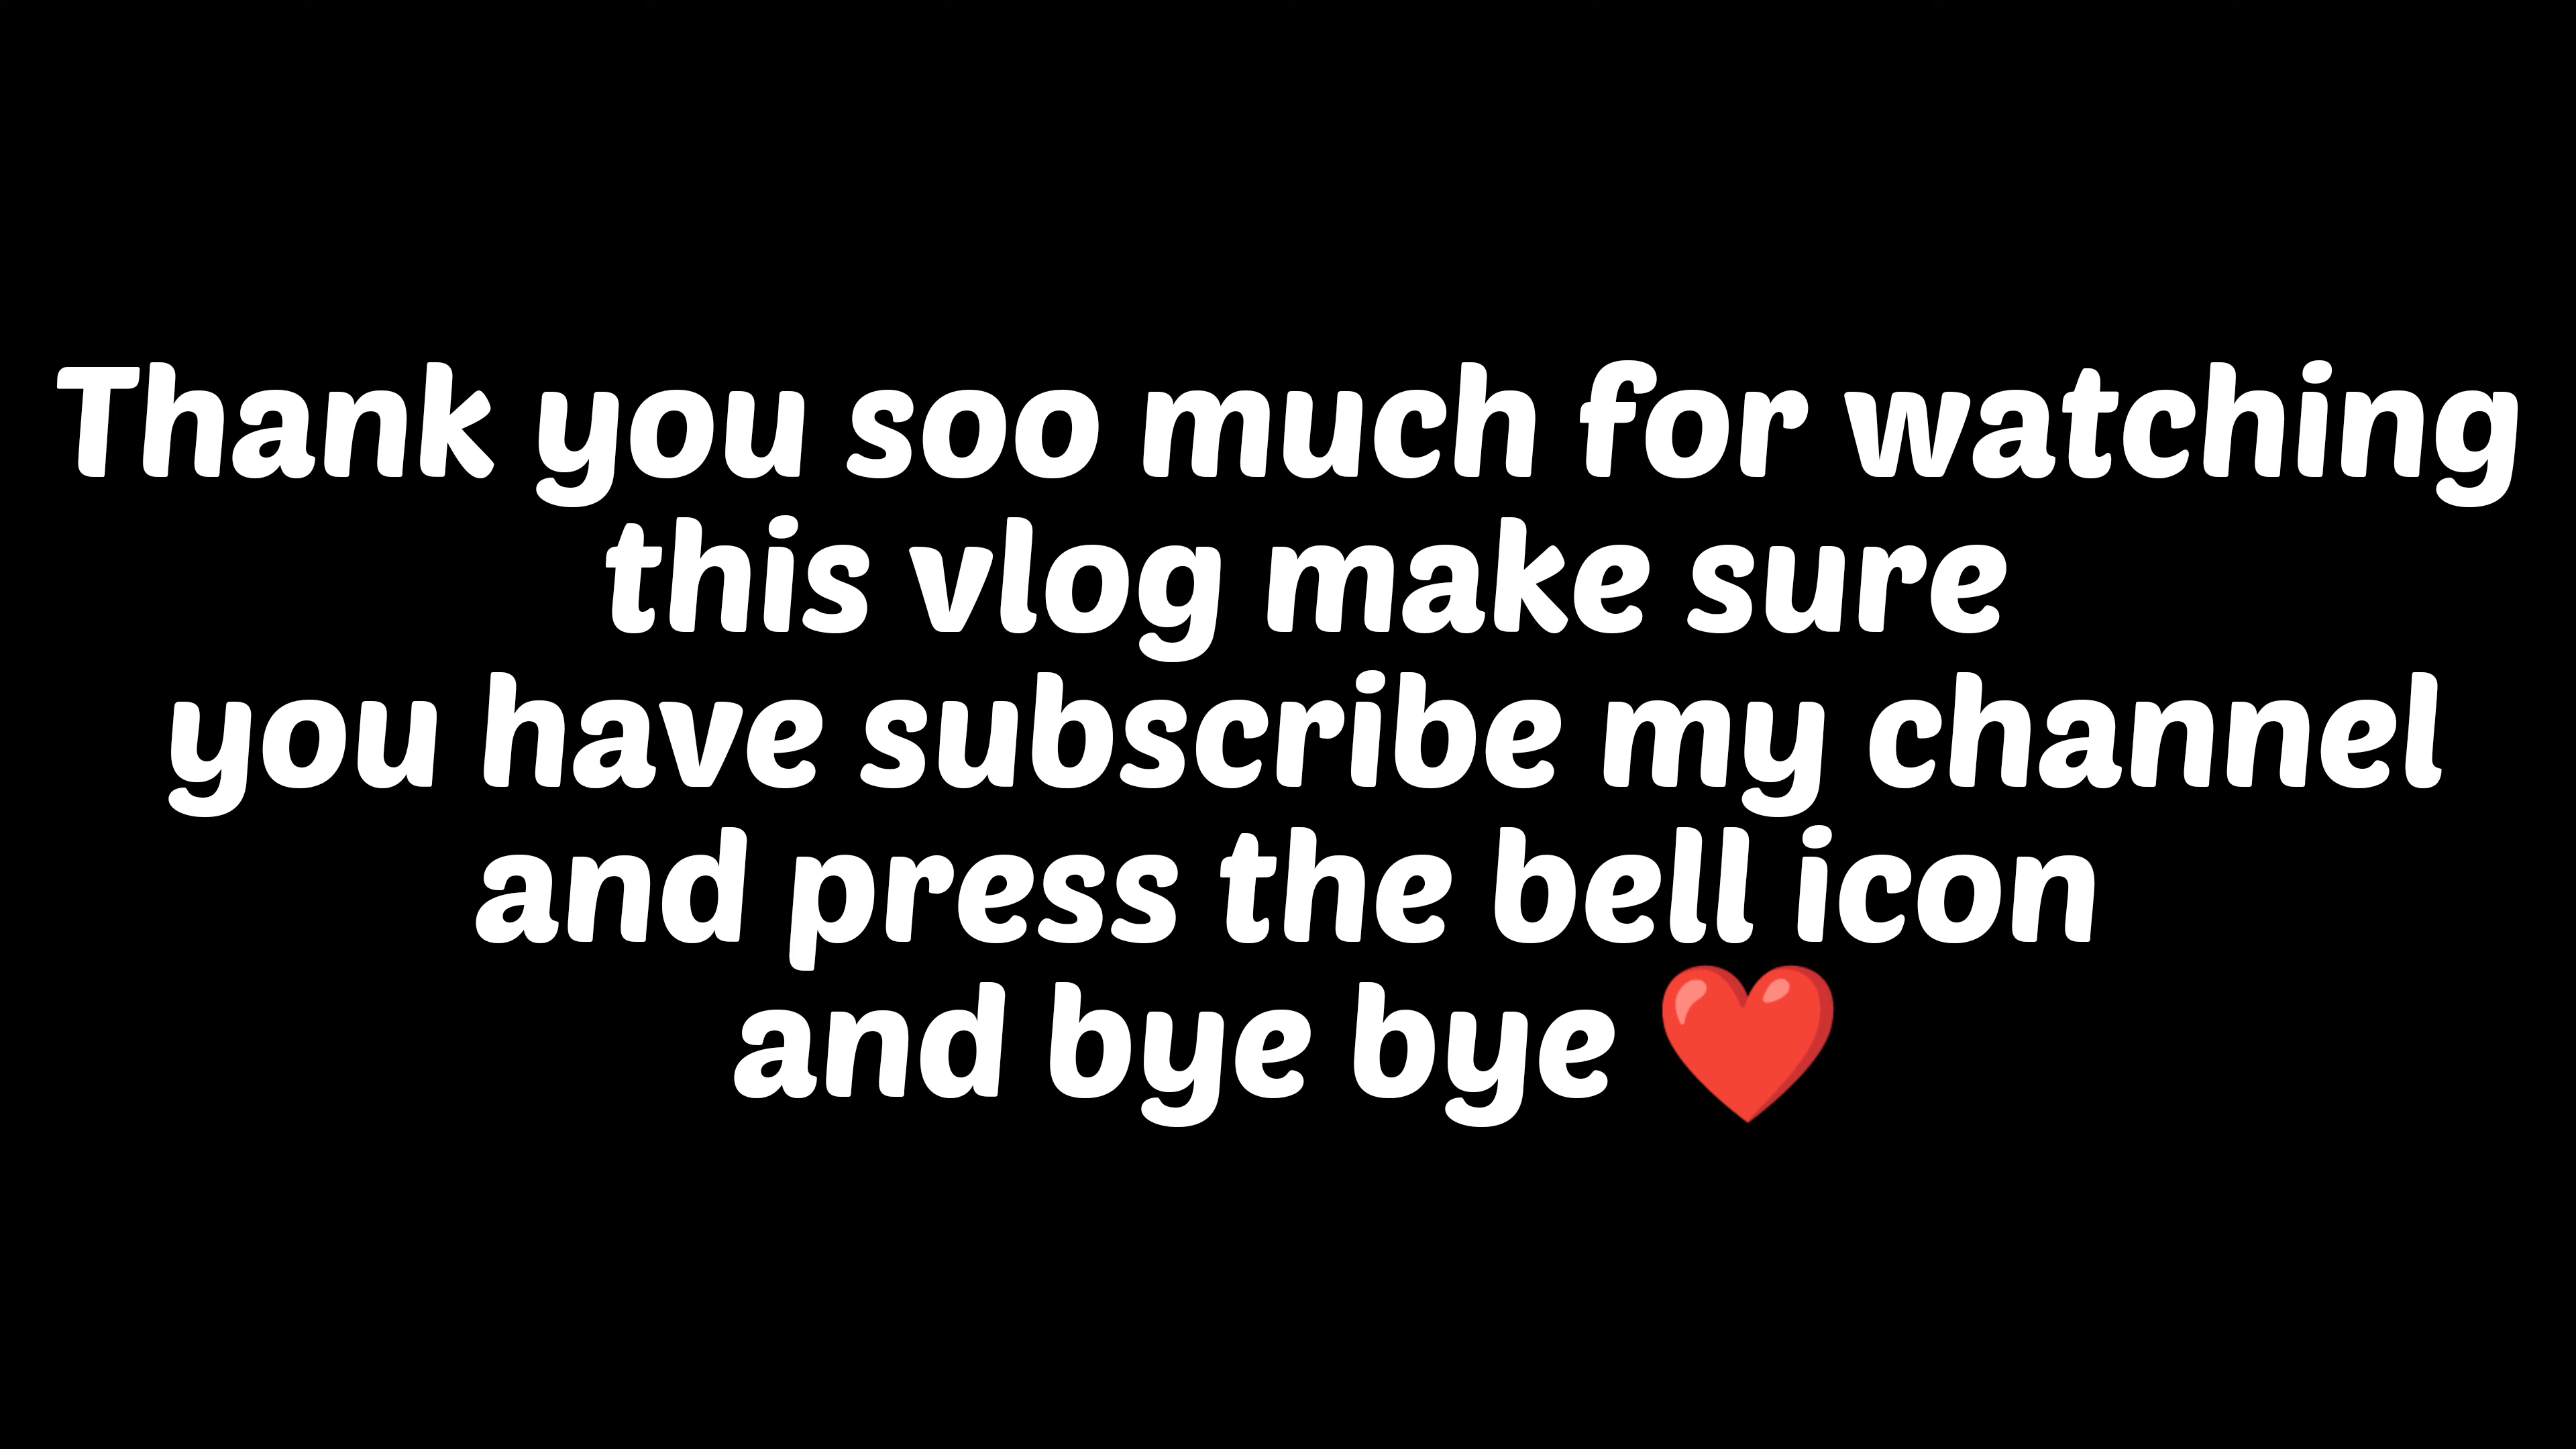 Thank you soo much for watching
this vlog make sure
you have subscribe my channel
and press the bell icon
and bye bye ❤️